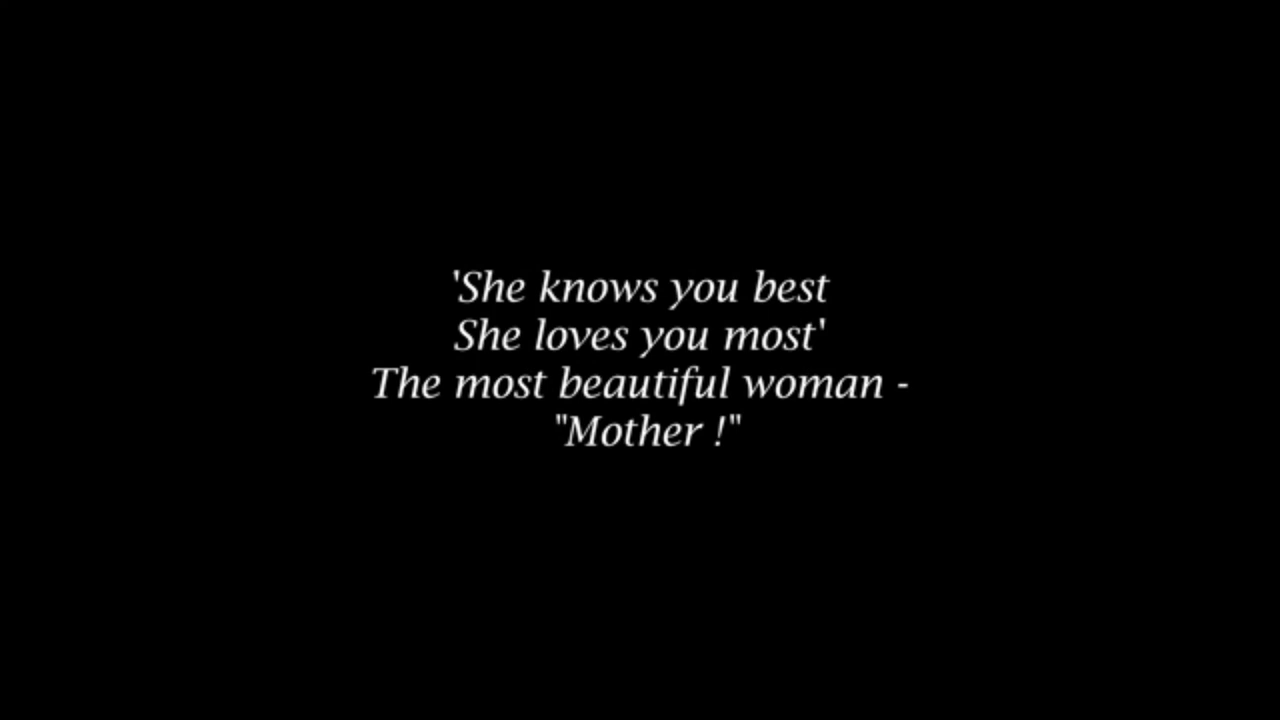 'She knows you best
She loves you most'
The most beautiful woman -
"Mother !"